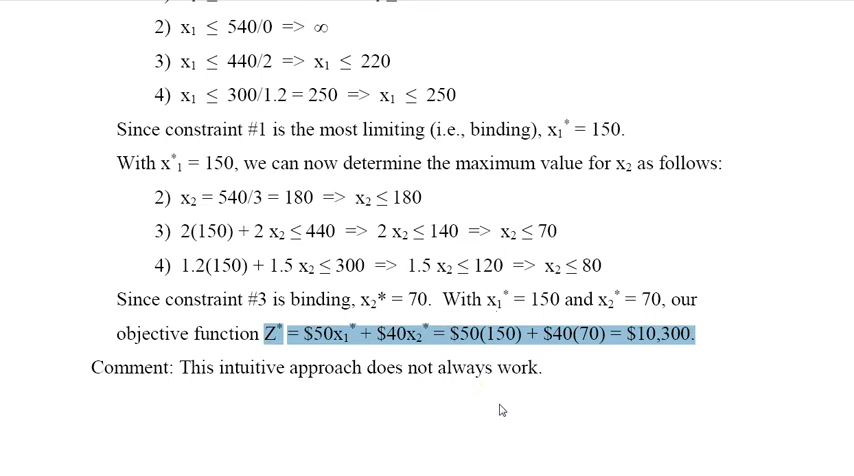 2) x₁ ≤ 540/0 => ∞
3) x₁ ≤ 440/2 => x₁ ≤ 220
4) x₁ ≤ 300/1.2 = 250 => x₁ ≤ 250
Since constraint #1 is the most limiting (i.e., binding), x₁* = 150.
With x*₁ = 150, we can now determine the maximum value for x₂ as follows:
2) x₂ = 540/3 = 180 => x₂ ≤ 180
3) 2(150) + 2 x₂ ≤ 440 => 2 x₂ ≤ 140 => x₂ ≤ 70
4) 1.2(150) + 1.5 x₂ ≤ 300 => 1.5 x₂ ≤ 120 => x₂ ≤ 80
Since constraint #3 is binding, x₂* = 70. With x₁* = 150 and x₂* = 70, our
objective function Z* = $50x₁* + $40x₂* = $50(150) + $40(70) = $10,300.
Comment: This intuitive approach does not always work.